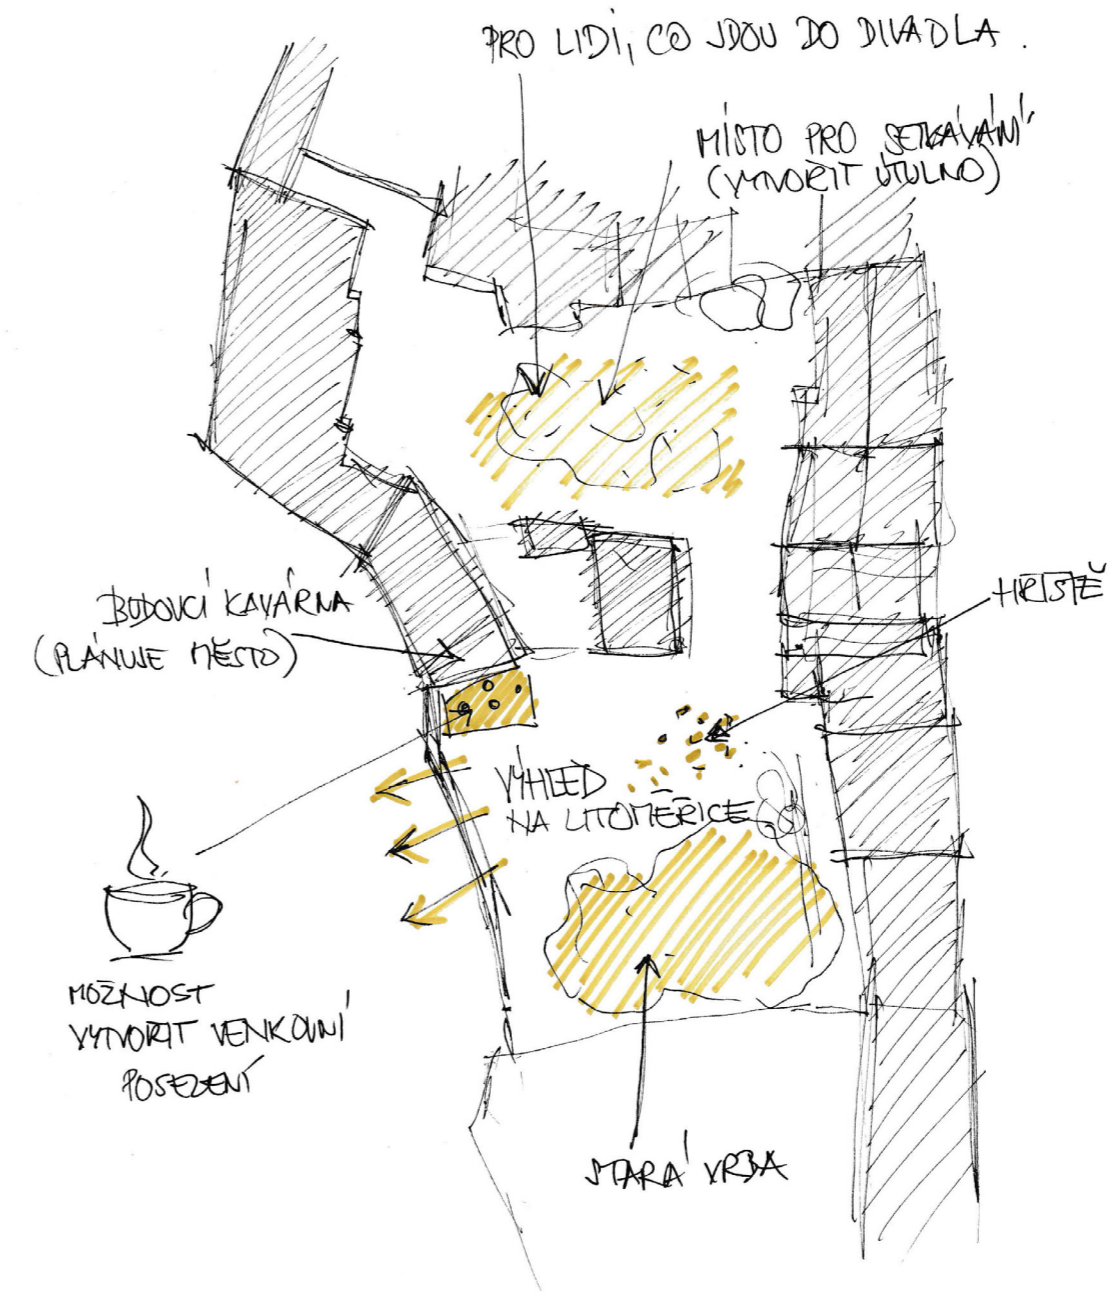 PRO LIDI, CO JDOU DO DIVADLA.
MÍSTO PRO SETKÁVÁNÍ
(VYTVOŘIT ÚTULNO)
BUDOUCÍ KAVÁRNA
(PLÁNUJE MĚSTO)
HŘIŠTĚ
VÝHLED
NA LITOMĚŘICE
MOŽNOST
VYTVOŘIT VENKOVNÍ
POSEZENÍ
STARÁ VRBA